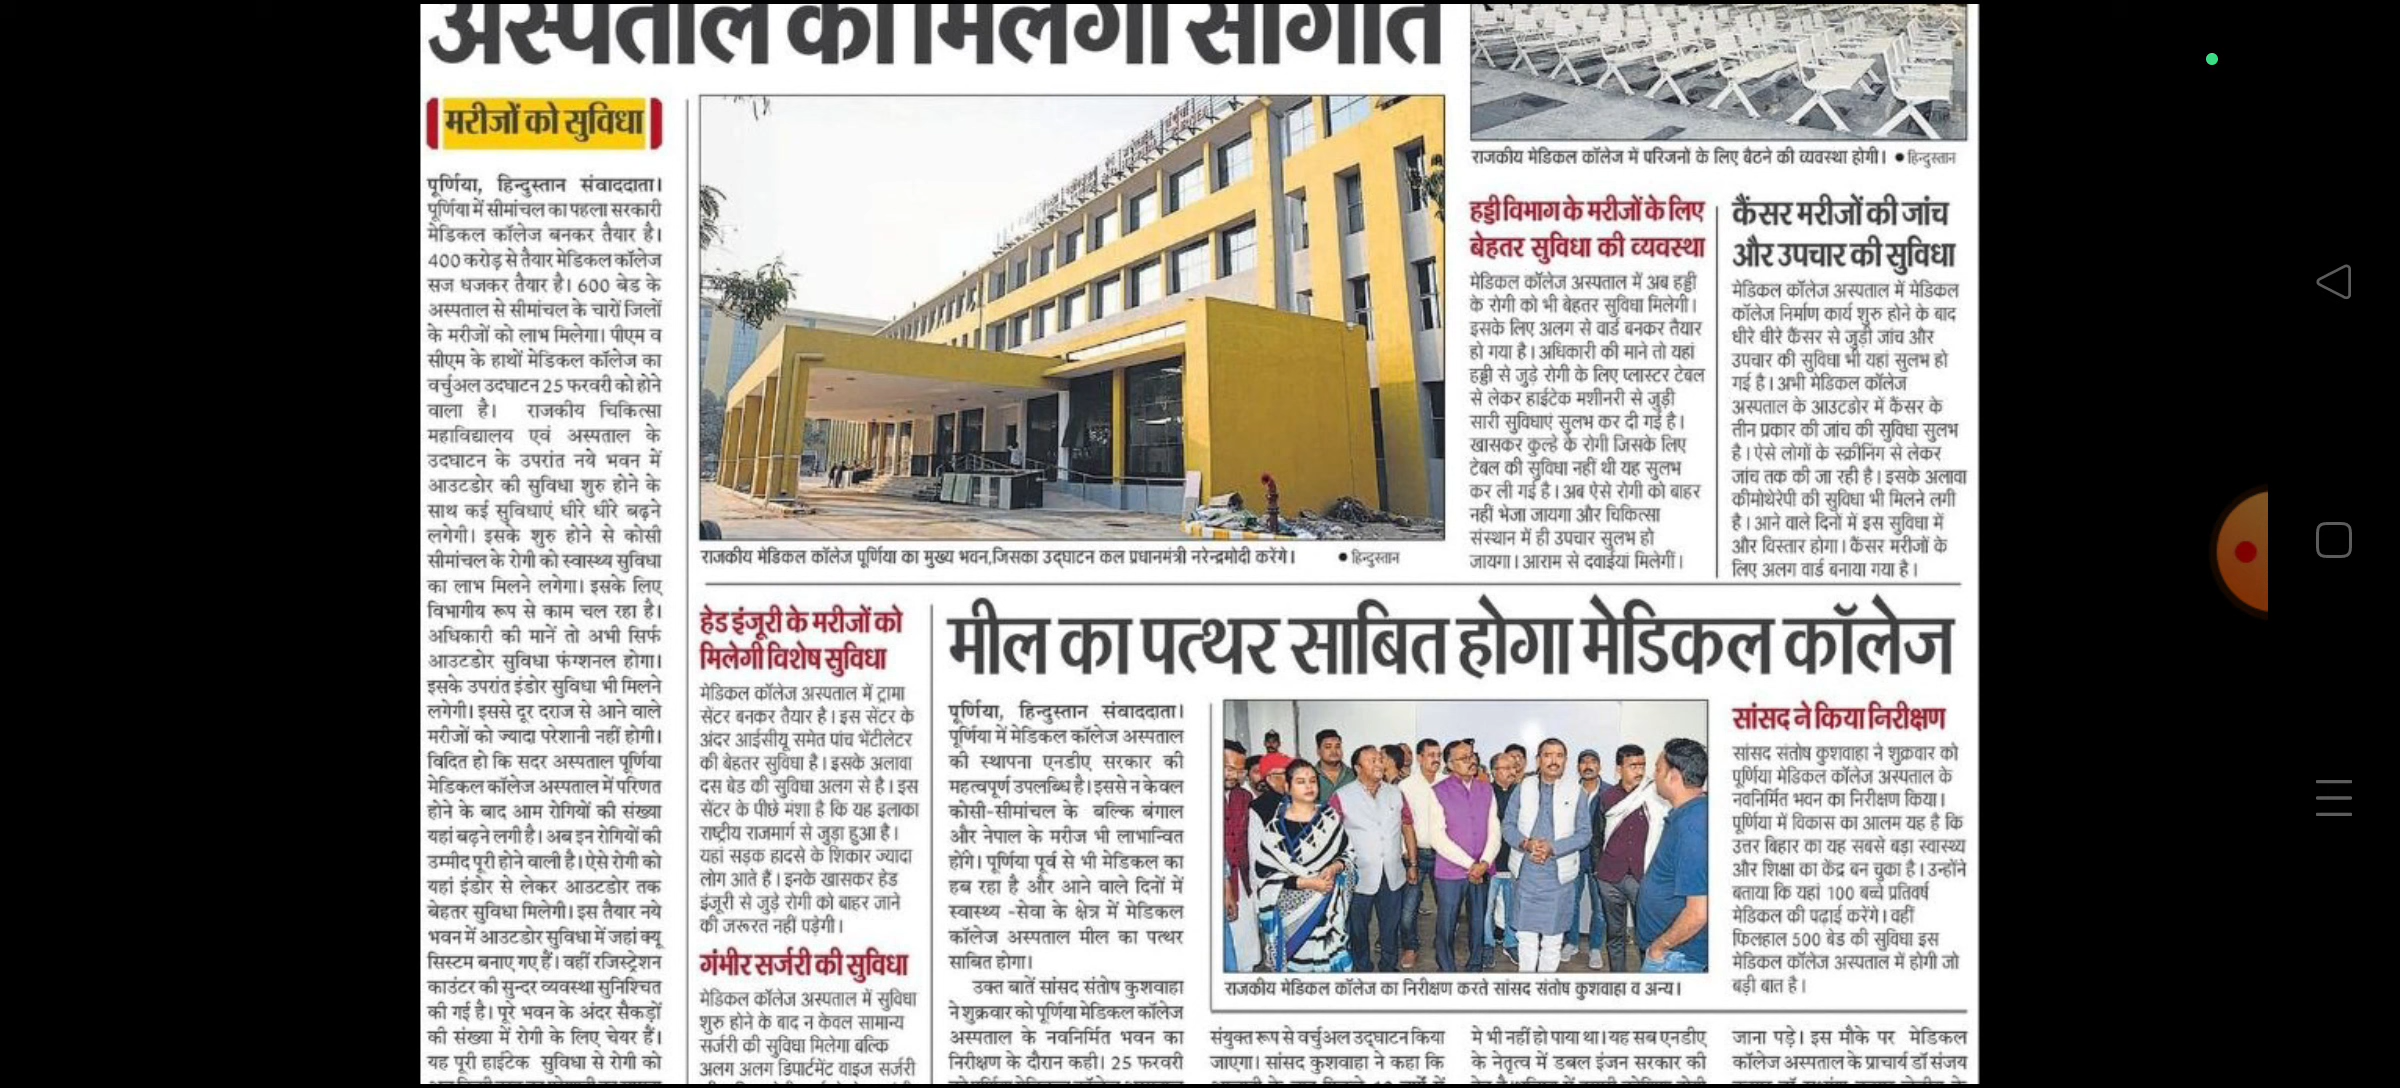 अस्पताल को मिलेगी सौगात
मरीजों को सुविधा
पूर्णिया, हिन्दुस्तान संवाददाता।
पूर्णिया में सीमांचल का पहला सरकारी
मेडिकल कॉलेज बनकर तैयार है।
400 करोड़ से तैयार मेडिकल कॉलेज
सज धजकर तैयार है। 600 बेड के
अस्पताल से सीमांचल के चारों जिलों
के मरीजों को लाभ मिलेगा। पीएम व
सीएम के हाथों मेडिकल कॉलेज का
वर्चुअल उदघाटन 25 फरवरी को होने
वाला है। राजकीय चिकित्सा
महाविद्यालय एवं अस्पताल के
उदघाटन के उपरांत नये भवन में
आउटडोर की सुविधा शुरु होने के
साथ कई सुविधाएं धीरे धीरे बढ़ने
लगेगी। इसके शुरु होने से कोसी
सीमांचल के रोगी को स्वास्थ्य सुविधा
का लाभ मिलने लगेगा। इसके लिए
विभागीय रूप से काम चल रहा है।
अधिकारी की मानें तो अभी सिर्फ
आउटडोर सुविधा फंग्शनल होगा।
इसके उपरांत इंडोर सुविधा भी मिलने
लगेगी। इससे दूर दराज से आने वाले
मरीजों को ज्यादा परेशानी नहीं होगी।
विदित हो कि सदर अस्पताल पूर्णिया
मेडिकल कॉलेज अस्पताल में परिणत
होने के बाद आम रोगियों की संख्या
यहां बढ़ने लगी है। अब इन रोगियों की
उम्मीद पूरी होने वाली है। ऐसे रोगी को
यहां इंडोर से लेकर आउटडोर तक
बेहतर सुविधा मिलेगी। इस तैयार नये
भवन में आउटडोर सुविधा में जहां क्यू
सिस्टम बनाए गए हैं। वहीं रजिस्ट्रेशन
काउंटर की सुन्दर व्यवस्था सुनिश्चित
की गई है। पूरे भवन के अंदर सैकड़ों
की संख्या में रोगी के लिए चेयर हैं।
यह पूरी हाईटेक सुविधा से रोगी को
राजकीय मेडिकल कॉलेज पूर्णिया का मुख्य भवन,जिसका उद्घाटन कल प्रधानमंत्री नरेन्द्रमोदी करेंगे। ● हिन्दुस्तान
राजकीय मेडिकल कॉलेज में परिजनों के लिए बैठने की व्यवस्था होगी। ● हिन्दुस्तान
हड्डी विभाग के मरीजों के लिए
बेहतर सुविधा की व्यवस्था
मेडिकल कॉलेज अस्पताल में अब हड्डी
के रोगी को भी बेहतर सुविधा मिलेगी।
इसके लिए अलग से वार्ड बनकर तैयार
हो गया है। अधिकारी की माने तो यहां
हड्डी से जुड़े रोगी के लिए प्लास्टर टेबल
से लेकर हाईटेक मशीनरी से जुड़ी
सारी सुविधाएं सुलभ कर दी गई है।
खासकर कुल्हे के रोगी जिसके लिए
टेबल की सुविधा नहीं थी यह सुलभ
कर ली गई है। अब ऐसे रोगी को बाहर
नहीं भेजा जायगा और चिकित्सा
संस्थान में ही उपचार सुलभ हो
जायगा। आराम से दवाईयां मिलेगीं।
कैंसर मरीजों की जांच
और उपचार की सुविधा
मेडिकल कॉलेज अस्पताल में मेडिकल
कॉलेज निर्माण कार्य शुरु होने के बाद
धीरे धीरे कैंसर से जुड़ी जांच और
उपचार की सुविधा भी यहां सुलभ हो
गई है। अभी मेडिकल कॉलेज
अस्पताल के आउटडोर में कैंसर के
तीन प्रकार की जांच की सुविधा सुलभ
है। ऐसे लोगों के स्क्रीनिंग से लेकर
जांच तक की जा रही है। इसके अलावा
कीमोथेरेपी की सुविधा भी मिलने लगी
है। आने वाले दिनों में इस सुविधा में
और विस्तार होगा। कैंसर मरीजों के
लिए अलग वार्ड बनाया गया है।
हेड इंजूरी के मरीजों को
मिलेगी विशेष सुविधा
मेडिकल कॉलेज अस्पताल में ट्रामा
सेंटर बनकर तैयार है। इस सेंटर के
अंदर आईसीयू समेत पांच भेंटीलेटर
की बेहतर सुविधा है। इसके अलावा
दस बेड की सुविधा अलग से है। इस
सेंटर के पीछे मंशा है कि यह इलाका
राष्ट्रीय राजमार्ग से जुड़ा हुआ है।
यहां सड़क हादसे के शिकार ज्यादा
लोग आते हैं। इनके खासकर हेड
इंजूरी से जुड़े रोगी को बाहर जाने
की जरूरत नहीं पड़ेगी।
गंभीर सर्जरी की सुविधा
मेडिकल कॉलेज अस्पताल में सुविधा
शुरु होने के बाद न केवल सामान्य
सर्जरी की सुविधा मिलेगा बल्कि
अलग अलग डिपार्टमेंट वाइज सर्जरी
मील का पत्थर साबित होगा मेडिकल कॉलेज
पूर्णिया, हिन्दुस्तान संवाददाता।
पूर्णिया में मेडिकल कॉलेज अस्पताल
की स्थापना एनडीए सरकार की
महत्वपूर्ण उपलब्धि है। इससे न केवल
कोसी-सीमांचल के बल्कि बंगाल
और नेपाल के मरीज भी लाभान्वित
होंगे। पूर्णिया पूर्व से भी मेडिकल का
हब रहा है और आने वाले दिनों में
स्वास्थ्य -सेवा के क्षेत्र में मेडिकल
कॉलेज अस्पताल मील का पत्थर
साबित होगा।
उक्त बातें सांसद संतोष कुशवाहा
ने शुक्रवार को पूर्णिया मेडिकल कॉलेज
अस्पताल के नवनिर्मित भवन का
निरीक्षण के दौरान कही। 25 फरवरी
राजकीय मेडिकल कॉलेज का निरीक्षण करते सांसद संतोष कुशवाहा व अन्य।
संयुक्त रूप से वर्चुअल उद्घाटन किया
जाएगा। सांसद कुशवाहा ने कहा कि
मे भी नहीं हो पाया था। यह सब एनडीए
के नेतृत्व में डबल इंजन सरकार की
सांसद ने किया निरीक्षण
सांसद संतोष कुशवाहा ने शुक्रवार को
पूर्णिया मेडिकल कॉलेज अस्पताल के
नवनिर्मित भवन का निरीक्षण किया।
पूर्णिया में विकास का आलम यह है कि
उत्तर बिहार का यह सबसे बड़ा स्वास्थ्य
और शिक्षा का केंद्र बन चुका है। उन्होंने
बताया कि यहां 100 बच्चे प्रतिवर्ष
मेडिकल की पढ़ाई करेंगे। वहीं
फिलहाल 500 बेड की सुविधा इस
मेडिकल कॉलेज अस्पताल में होगी जो
बड़ी बात है।
जाना पड़े। इस मौके पर मेडिकल
कॉलेज अस्पताल के प्राचार्य डॉ संजय